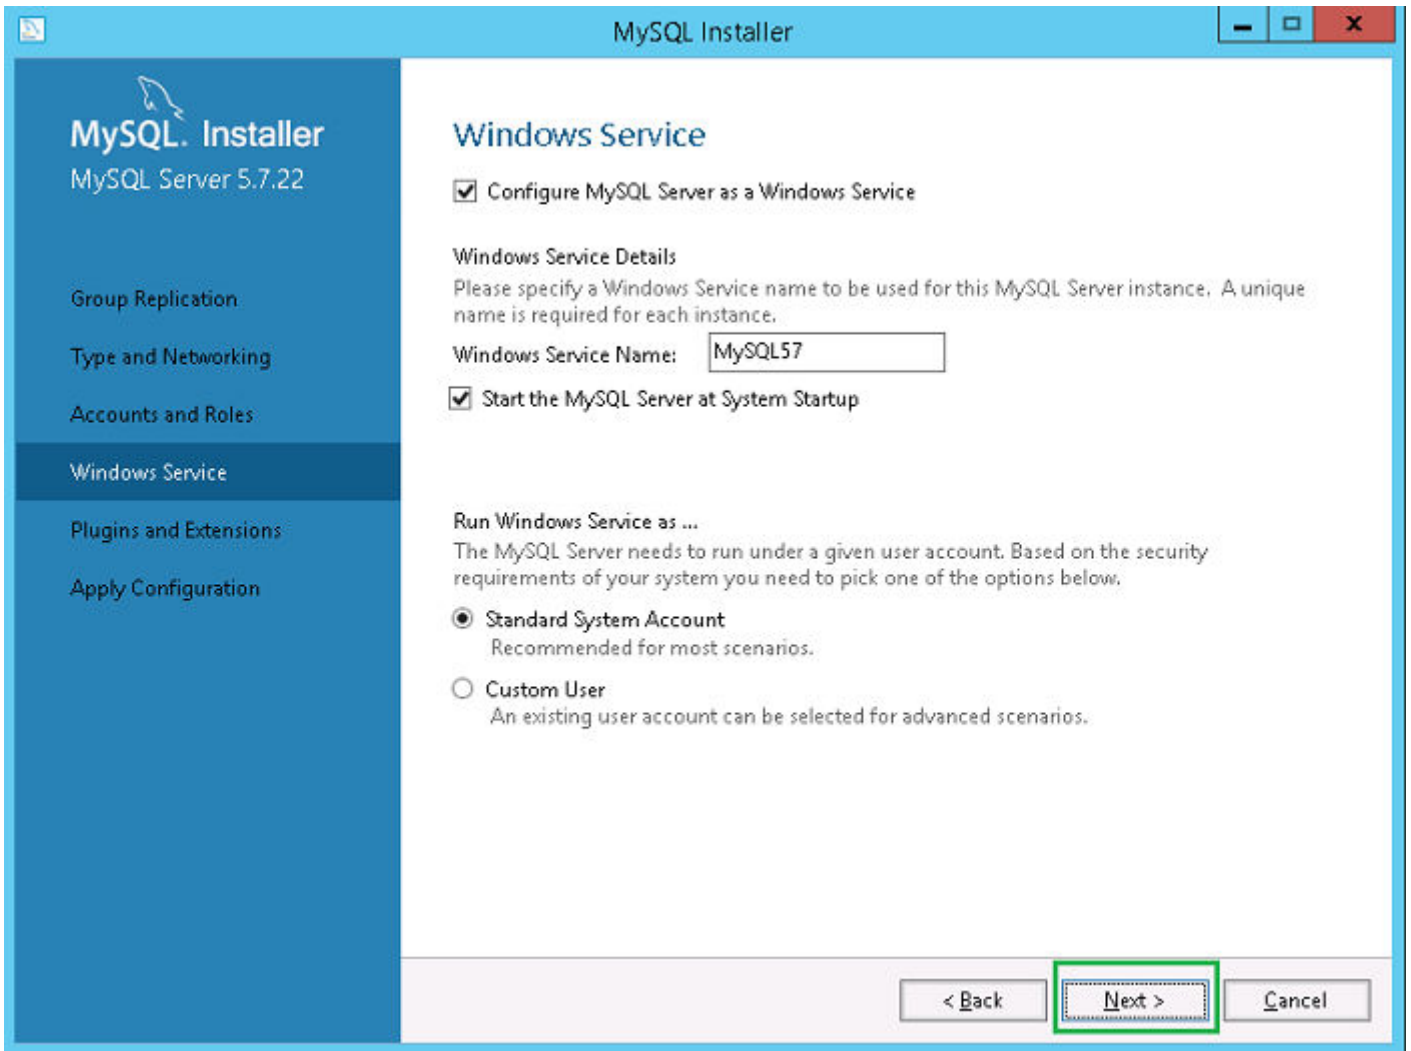 MySQL Installer
MySQL. Installer
MySQL Server 5.7.22
Group Replication
Type and Networking
Accounts and Roles
Windows Service
Plugins and Extensions
Apply Configuration
Windows Service
Configure MySQL Server as a Windows Service
Windows Service Details
Please specify a Windows Service name to be used for this MySQL Server instance. A unique
name is required for each instance.
Windows Service Name: MySQL57
Start the MySQL Server at System Startup
Run Windows Service as ...
The MySQL Server needs to run under a given user account. Based on the security
requirements of your system you need to pick one of the options below.
Standard System Account
Recommended for most scenarios.
Custom User
An existing user account can be selected for advanced scenarios.
< Back Next > Cancel